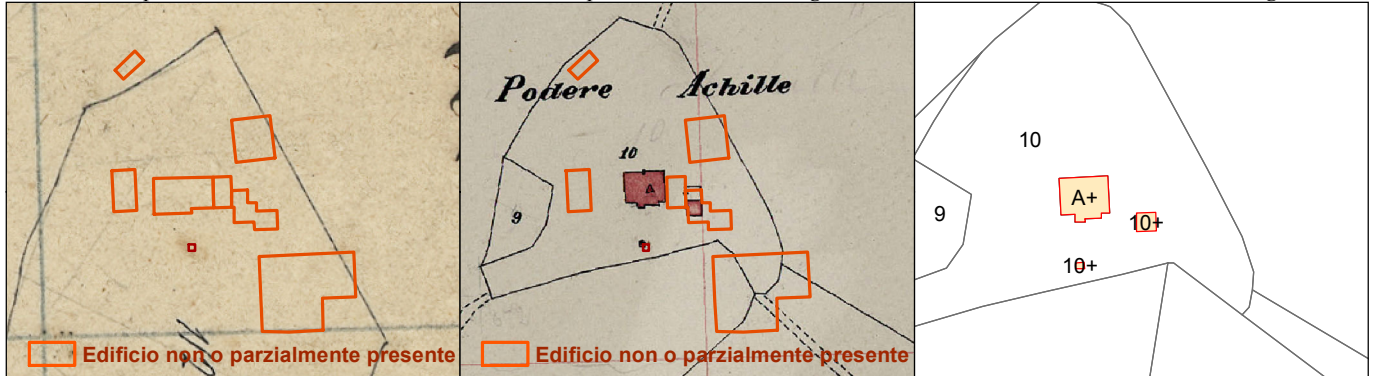 Edificio non o parzialmente presente
Podere Achille
10
A
9
Edificio non o parzialmente presente
10
9
A+
10+
10+